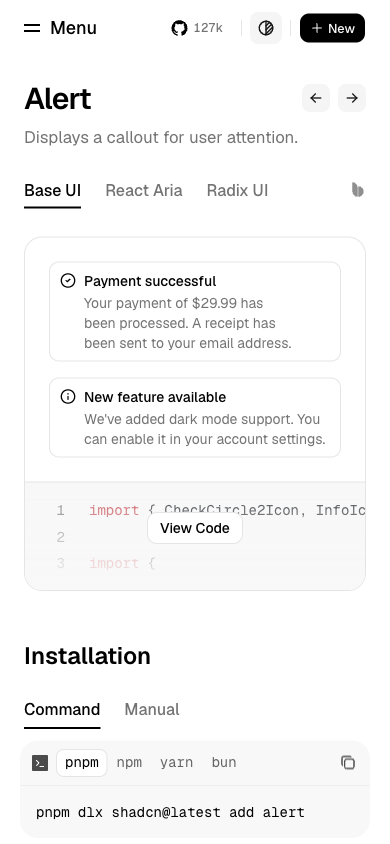 Menu
127k
New
Alert
Displays a callout for user attention.
Base UI React Aria Radix UI
Payment successful
Your payment of $29.99 has
been processed. A receipt has
been sent to your email address.
New feature available
We've added dark mode support. You
can enable it in your account settings.
1 import { CheckCircle2Icon, InfoIc
View Code
2
3 import {
Installation
Command Manual
pnpm npm yarn bun
pnpm dlx shadcn@latest add alert